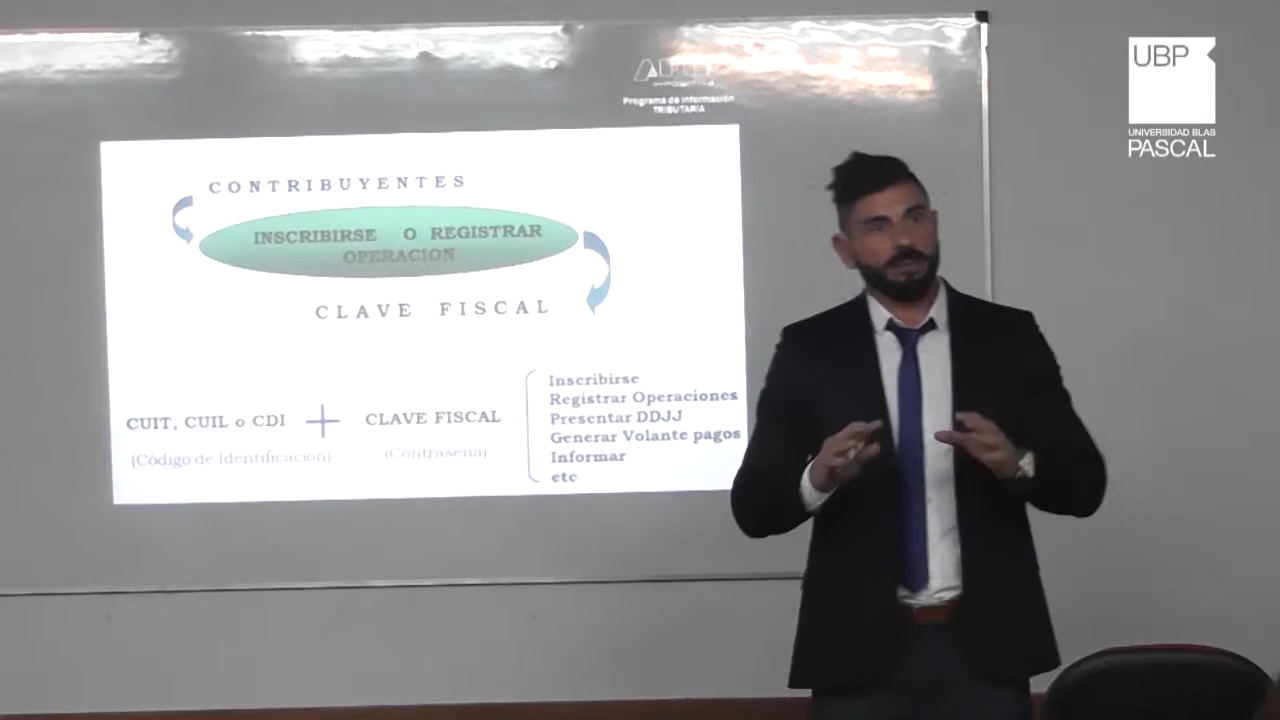 UBP
UNIVERSIDAD BLAS
PASCAL
Programa de Información
TRIBUTARIA
CONTRIBUYENTES
INSCRIBIRSE O REGISTRAR
OPERACION
CLAVE FISCAL
CUIT, CUIL o CDI + CLAVE FISCAL
(Código de Identificación) (Contraseña)
Inscribirse
Registrar Operaciones
Presentar DDJJ
Generar Volante pagos
Informar
etc